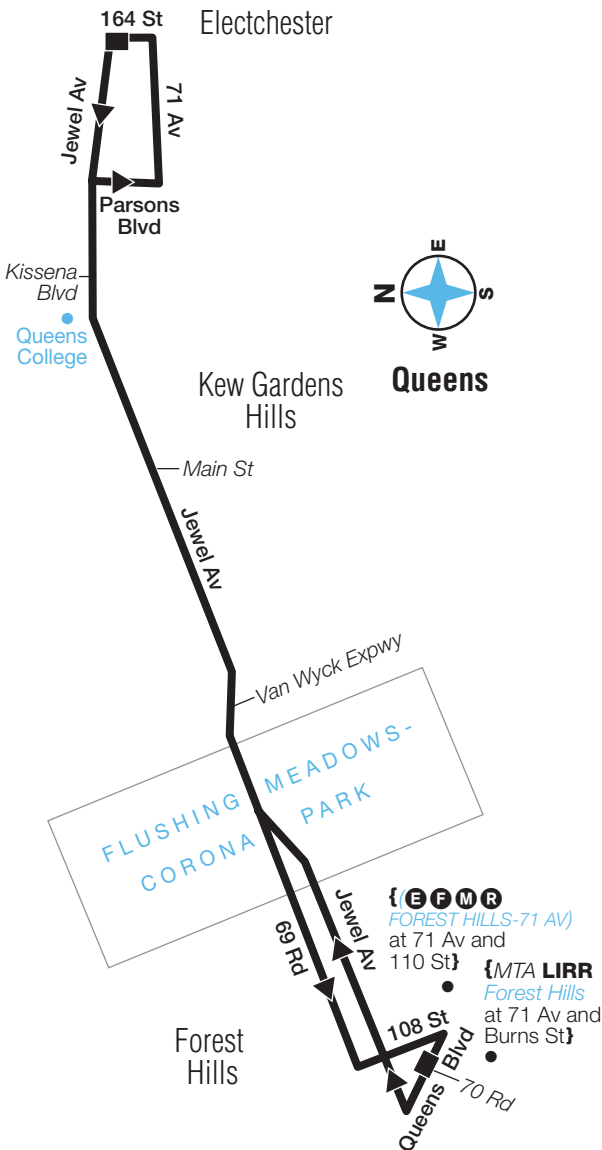 164 St
Electchester
Jewel Av
71 Av
Parsons
Blvd
Kissena
Blvd
Queens
College
E
N
S
W
Queens
Kew Gardens
Hills
Main St
Jewel Av
Van Wyck Expwy
FLUSHING MEADOWS-
CORONA PARK
69 Rd
Jewel Av
{(E F M R
FOREST HILLS-71 AV)
at 71 Av and
110 St}
{MTA LIRR
Forest Hills
at 71 Av and
Burns St}
108 St
Queens Blvd
70 Rd
Forest
Hills